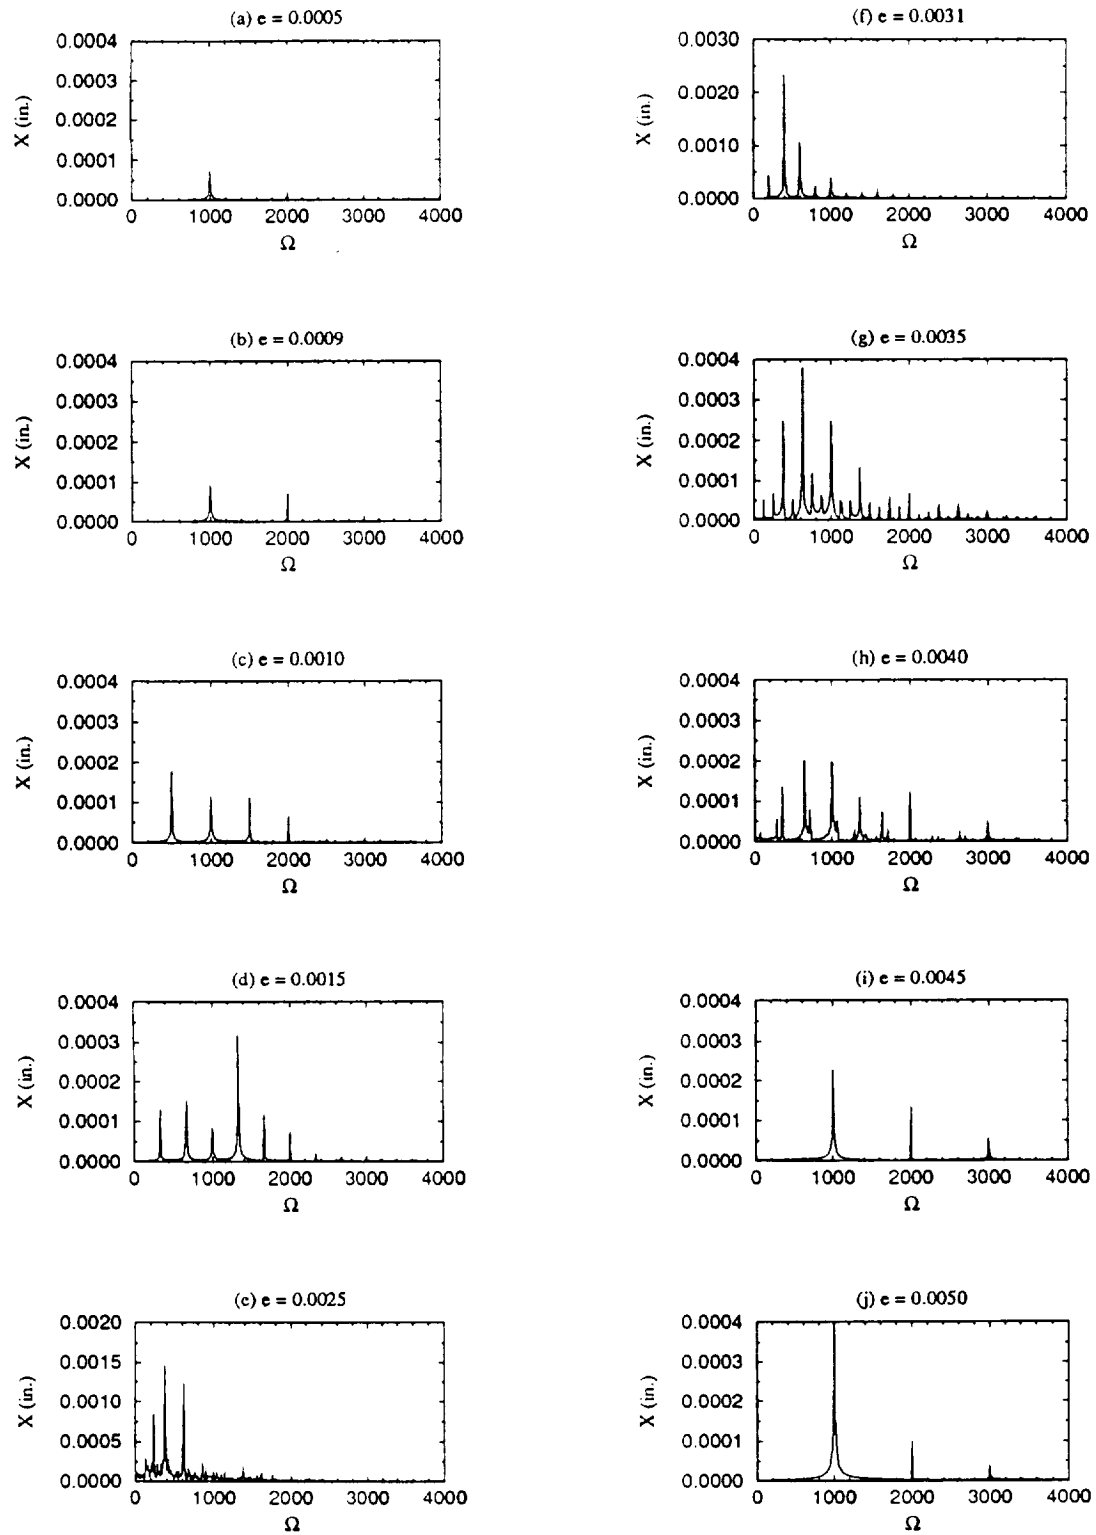 (a) e = 0.0005
0.0004
0.0003
0.0002
0.0001
0.0000
X (in.)
0 1000 2000 3000 4000
Ω
(b) e = 0.0009
0.0004
0.0003
0.0002
0.0001
0.0000
X (in.)
0 1000 2000 3000 4000
Ω
(c) e = 0.0010
0.0004
0.0003
0.0002
0.0001
0.0000
X (in.)
0 1000 2000 3000 4000
Ω
(d) e = 0.0015
0.0004
0.0003
0.0002
0.0001
0.0000
X (in.)
0 1000 2000 3000 4000
Ω
(e) e = 0.0025
0.0020
0.0015
0.0010
0.0005
0.0000
X (in.)
0 1000 2000 3000 4000
Ω
(f) e = 0.0031
0.0030
0.0020
0.0010
0.0000
X (in.)
0 1000 2000 3000 4000
Ω
(g) e = 0.0035
0.0004
0.0003
0.0002
0.0001
0.0000
X (in.)
0 1000 2000 3000 4000
Ω
(h) e = 0.0040
0.0004
0.0003
0.0002
0.0001
0.0000
X (in.)
0 1000 2000 3000 4000
Ω
(i) e = 0.0045
0.0004
0.0003
0.0002
0.0001
0.0000
X (in.)
0 1000 2000 3000 4000
Ω
(j) e = 0.0050
0.0004
0.0003
0.0002
0.0001
0.0000
X (in.)
0 1000 2000 3000 4000
Ω